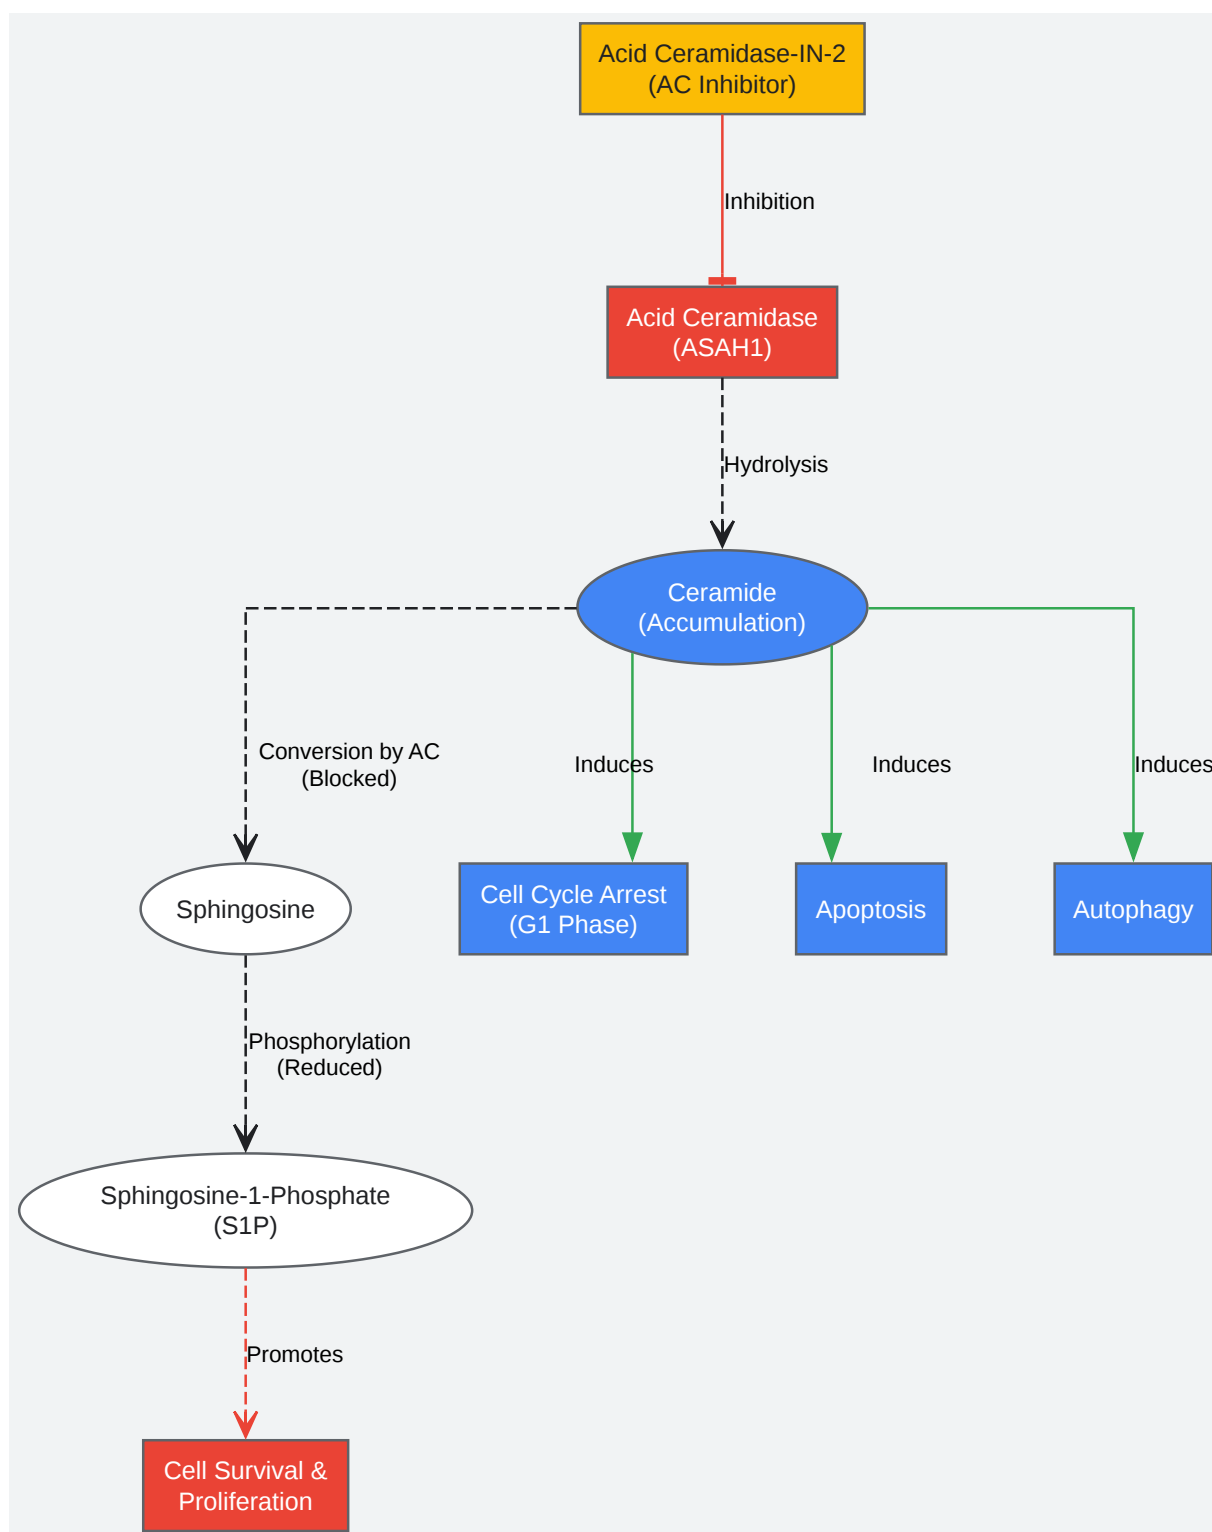 Acid Ceramidase-IN-2
(AC Inhibitor)
Inhibition
Acid Ceramidase
(ASAH1)
Hydrolysis
Ceramide
(Accumulation)
Conversion by AC
(Blocked)
Induces
Induces
Induces
Sphingosine
Cell Cycle Arrest
(G1 Phase)
Apoptosis
Autophagy
Phosphorylation
(Reduced)
Sphingosine-1-Phosphate
(S1P)
Promotes
Cell Survival &
Proliferation